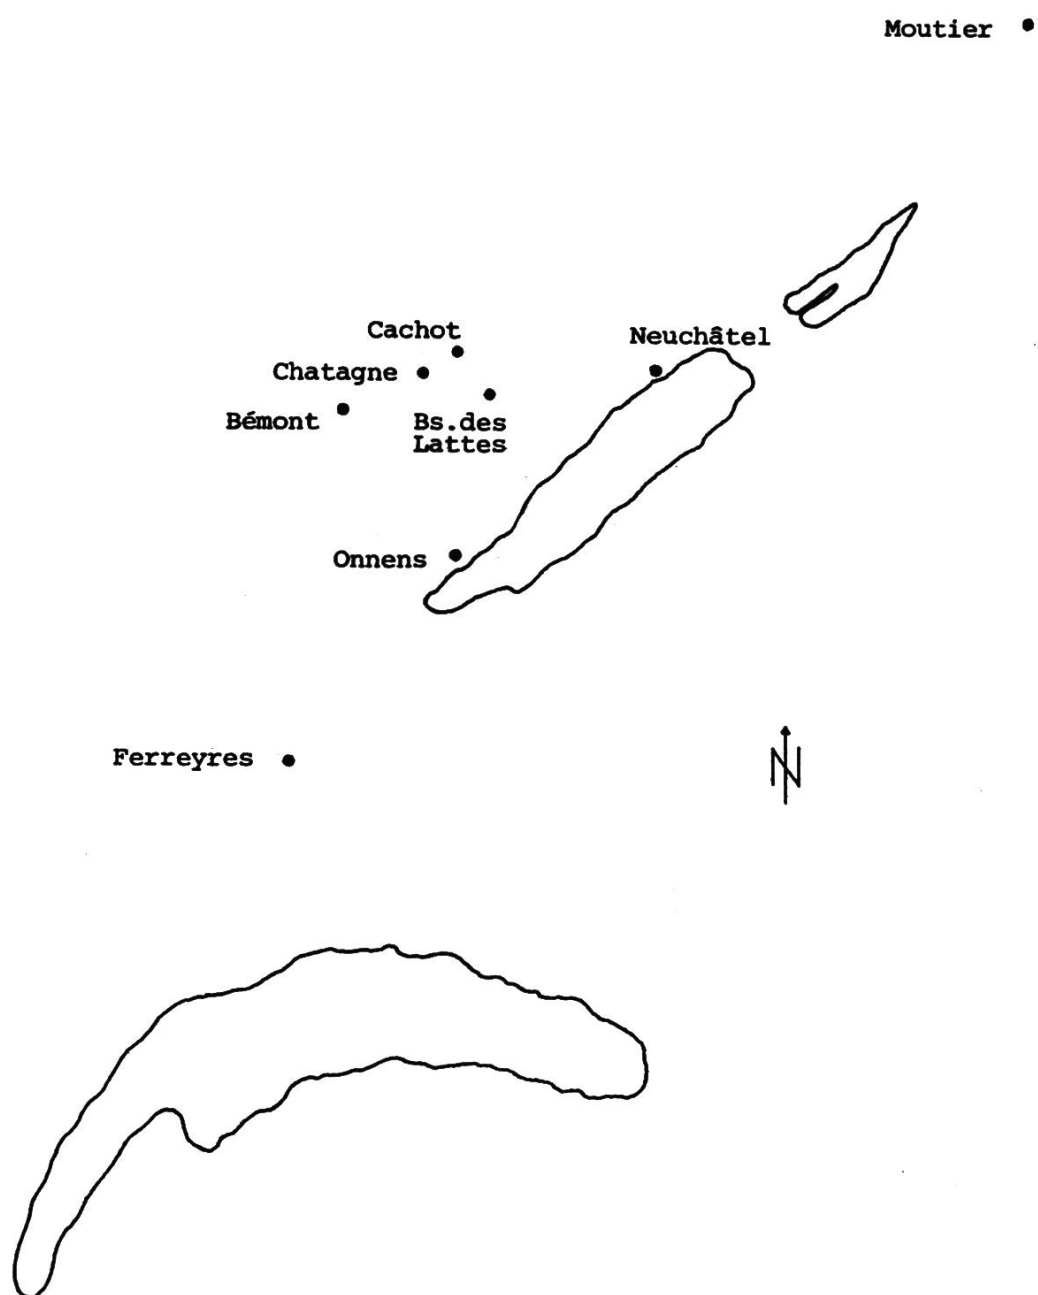 Moutier
Cachot
Neuchâtel
Chatagne
Bémont
Bs.des
Lattes
Onnens
Ferreyres
N